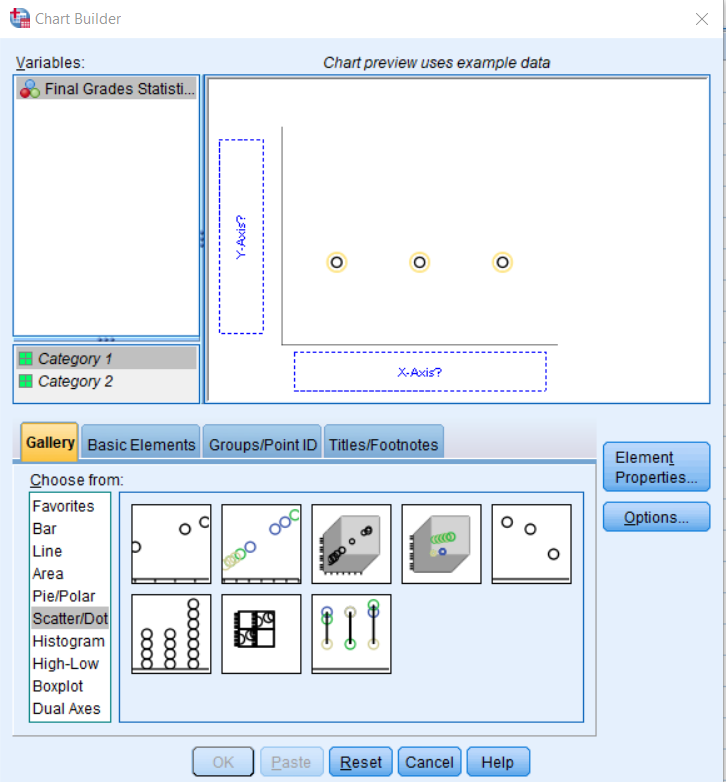 Chart Builder
Variables:
Chart preview uses example data
Final Grades Statisti...
Y-Axis?
X-Axis?
Category 1
Category 2
Gallery
Basic Elements
Groups/Point ID
Titles/Footnotes
Element
Properties...
Options...
Choose from:
Favorites
Bar
Line
Area
Pie/Polar
Scatter/Dot
Histogram
High-Low
Boxplot
Dual Axes
OK
Paste
Reset
Cancel
Help